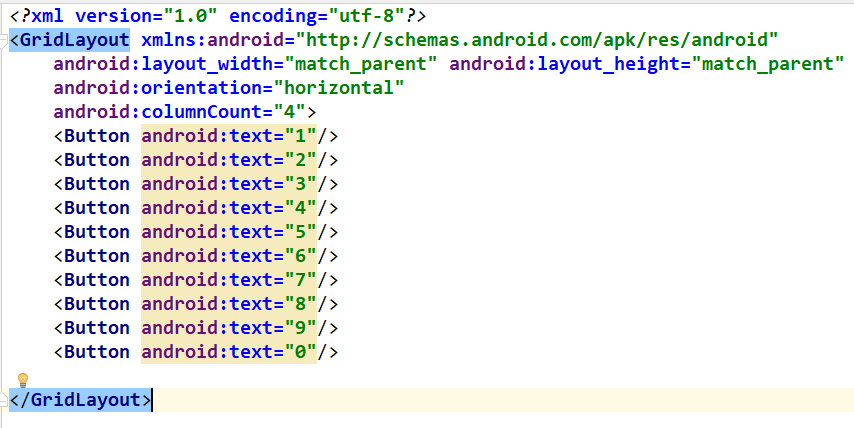 <?xml version="1.0" encoding="utf-8"?>
<GridLayout xmlns:android="http://schemas.android.com/apk/res/android"
    android:layout_width="match_parent" android:layout_height="match_parent"
    android:orientation="horizontal"
    android:columnCount="4">
    <Button android:text="1"/>
    <Button android:text="2"/>
    <Button android:text="3"/>
    <Button android:text="4"/>
    <Button android:text="5"/>
    <Button android:text="6"/>
    <Button android:text="7"/>
    <Button android:text="8"/>
    <Button android:text="9"/>
    <Button android:text="0"/>
</GridLayout>